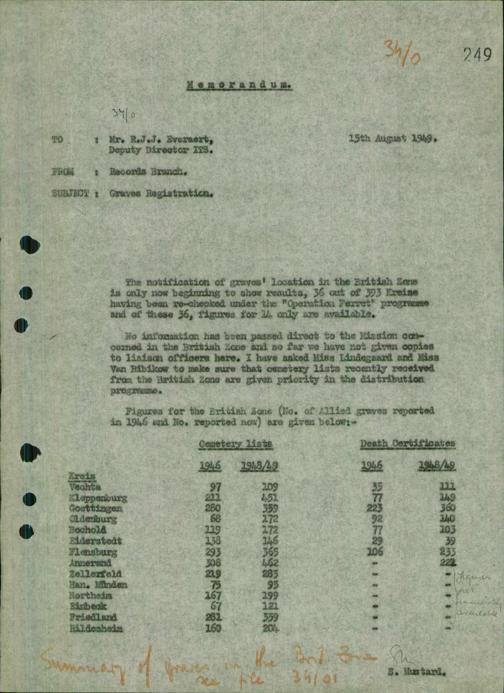 34/0
249
Memorandum.
34/0
TO : Mr. R.J.J. Everaert, 15th August 1949.
Deputy Director ITS.
FROM : Records Branch.
SUBJECT : Graves Registration.
The notification of graves' location in the British Zone
is only now beginning to show results, 36 out of 393 Kreise
having been re-checked under the "Operation Ferret" programme
and of these 36, figures for 14 only are available.
No information has been passed direct to the Mission con-
cerned in the British Zone and so far we have not given copies
to liaison officers here. I have asked Miss Lindegaard and Miss
Van Bibikow to make sure that cemetery lists recently received
from the British Zone are given priority in the distribution
programme.
Figures for the British Zone (No. of Allied graves reported
in 1946 and No. reported now) are given below:-
Cemetery lists Death Certificates
1946 1948/49 1946 1948/49
Kreis
Vechta 97 109 35 111
Kloppenburg 211 451 77 149
Goettingen 280 359 223 360
Oldenburg 68 172 92 140
Bocholt 119 172 77 103
Eiderstedt 138 146 29 39
Flensburg 293 365 106 233
Ammerand 308 462 - 221
Zellerfeld 219 283 - -
Han. Münden 75 95 - -
Northeim 167 199 - -
Einbeck 67 121 - -
Friedland 281 359 - -
Hildesheim 160 204 - -
Summary of graves in the Brit Zone
see file 34/01
S. Mustard.